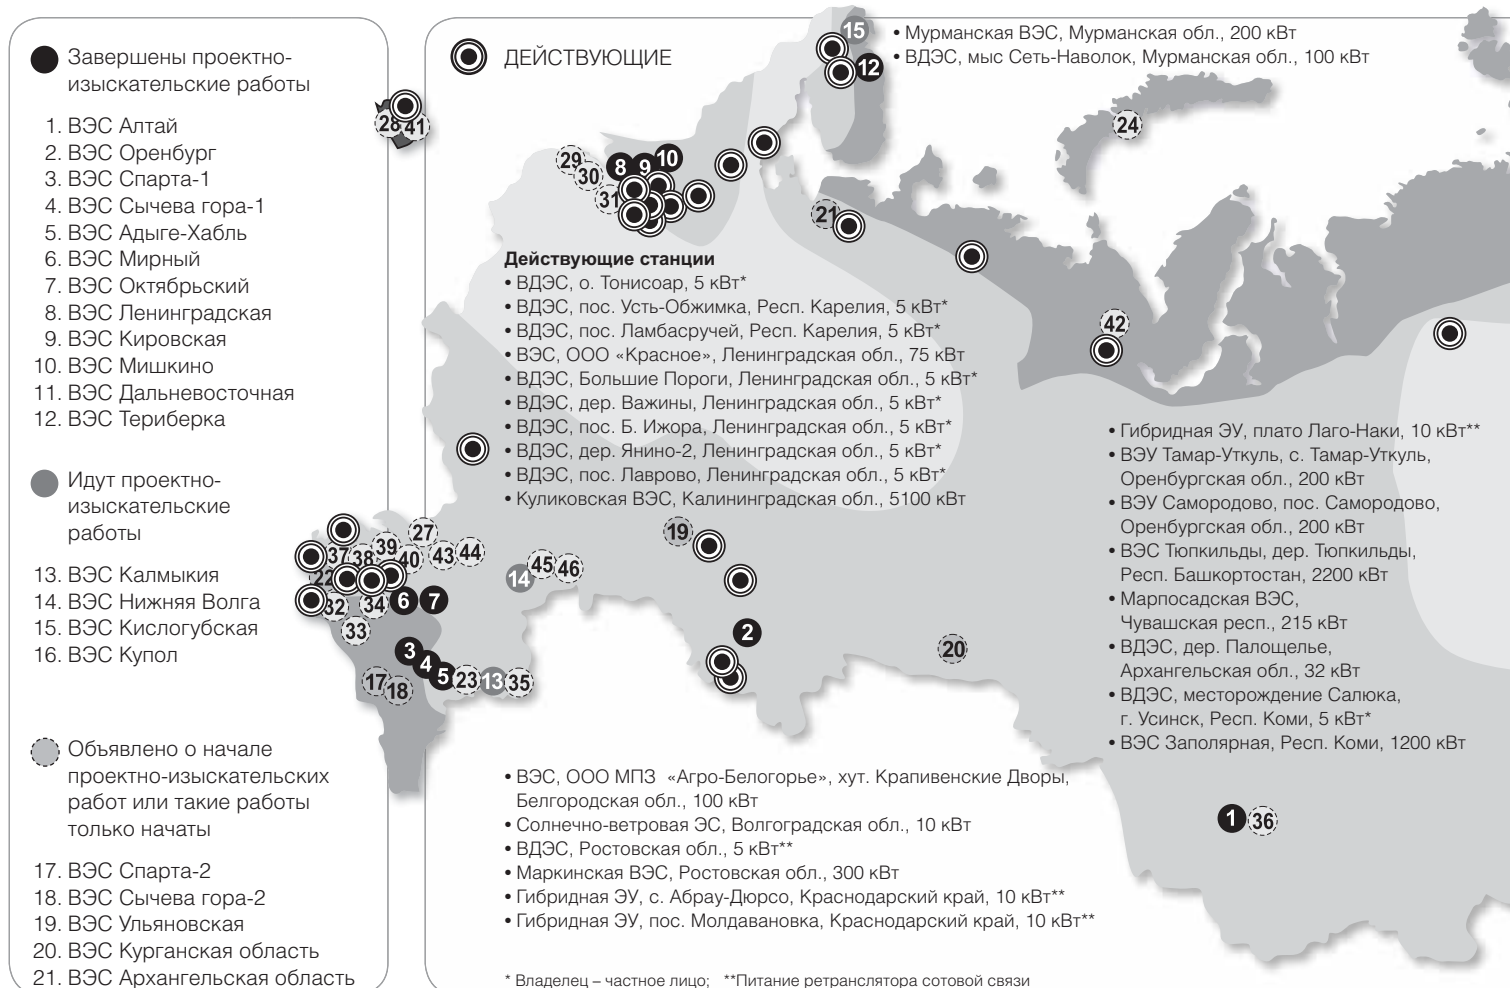 Завершены проектно-
изыскательские работы
1. ВЭС Алтай
2. ВЭС Оренбург
3. ВЭС Спарта-1
4. ВЭС Сычева гора-1
5. ВЭС Адыге-Хабль
6. ВЭС Мирный
7. ВЭС Октябрьский
8. ВЭС Ленинградская
9. ВЭС Кировская
10. ВЭС Мишкино
11. ВЭС Дальневосточная
12. ВЭС Териберка
Идут проектно-
изыскательские
работы
13. ВЭС Калмыкия
14. ВЭС Нижняя Волга
15. ВЭС Кислогубская
16. ВЭС Купол
Объявлено о начале
проектно-изыскательских
работ или такие работы
только начаты
17. ВЭС Спарта-2
18. ВЭС Сычева гора-2
19. ВЭС Ульяновская
20. ВЭС Курганская область
21. ВЭС Архангельская область
ДЕЙСТВУЮЩИЕ
• Мурманская ВЭС, Мурманская обл., 200 кВт
• ВДЭС, мыс Сеть-Наволок, Мурманская обл., 100 кВт
15
12
28
41
24
29
30
31
8
9
10
21
42
Действующие станции
• ВДЭС, о. Тонисоар, 5 кВт*
• ВДЭС, пос. Усть-Обжимка, Респ. Карелия, 5 кВт*
• ВДЭС, пос. Ламбасручей, Респ. Карелия, 5 кВт*
• ВЭС, ООО «Красное», Ленинградская обл., 75 кВт
• ВДЭС, Большие Пороги, Ленинградская обл., 5 кВт*
• ВДЭС, дер. Важины, Ленинградская обл., 5 кВт*
• ВДЭС, пос. Б. Ижора, Ленинградская обл., 5 кВт*
• ВДЭС, дер. Янино-2, Ленинградская обл., 5 кВт*
• ВДЭС, пос. Лаврово, Ленинградская обл., 5 кВт*
• Куликовская ВЭС, Калининградская обл., 5100 кВт
• Гибридная ЭУ, плато Лаго-Наки, 10 кВт**
• ВЭУ Тамар-Уткуль, с. Тамар-Уткуль,
Оренбургская обл., 200 кВт
• ВЭУ Самородово, пос. Самородово,
Оренбургская обл., 200 кВт
• ВЭС Тюпкильды, дер. Тюпкильды,
Респ. Башкортостан, 2200 кВт
• Марпосадская ВЭС,
Чувашская респ., 215 кВт
• ВДЭС, дер. Палощелье,
Архангельская обл., 32 кВт
• ВДЭС, месторождение Салюка,
г. Усинск, Респ. Коми, 5 кВт*
• ВЭС Заполярная, Респ. Коми, 1200 кВт
27
37
38
39
40
43
44
22
32
34
6
7
33
14
45
46
19
3
4
5
23
13
35
17
18
2
20
1
36
• ВЭС, ООО МПЗ «Агро-Белогорье», хут. Крапивенские Дворы,
Белгородская обл., 100 кВт
• Солнечно-ветровая ЭС, Волгоградская обл., 10 кВт
• ВДЭС, Ростовская обл., 5 кВт**
• Маркинская ВЭС, Ростовская обл., 300 кВт
• Гибридная ЭУ, с. Абрау-Дюрсо, Краснодарский край, 10 кВт**
• Гибридная ЭУ, пос. Молдавановка, Краснодарский край, 10 кВт**
* Владелец – частное лицо; **Питание ретранслятора сотовой связи